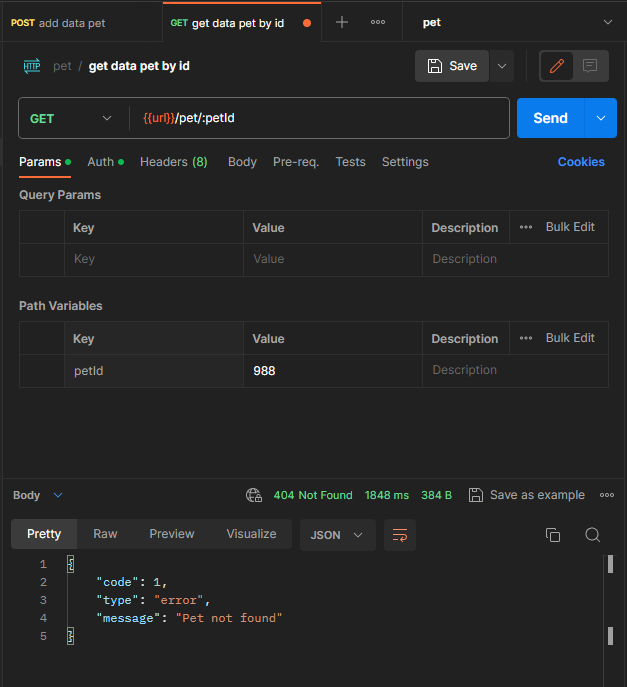 POST add data pet GET get data pet by id pet
HTTP pet / get data pet by id Save
GET {{url}}/pet/:petId Send
Params Auth Headers (8) Body Pre-req. Tests Settings Cookies
Query Params
Key Value Description Bulk Edit
Key Value Description
Path Variables
Key Value Description Bulk Edit
petId 988 Description
Body 404 Not Found 1848 ms 384 B Save as example
Pretty Raw Preview Visualize JSON
1 {
2 "code": 1,
3 "type": "error",
4 "message": "Pet not found"
5 }